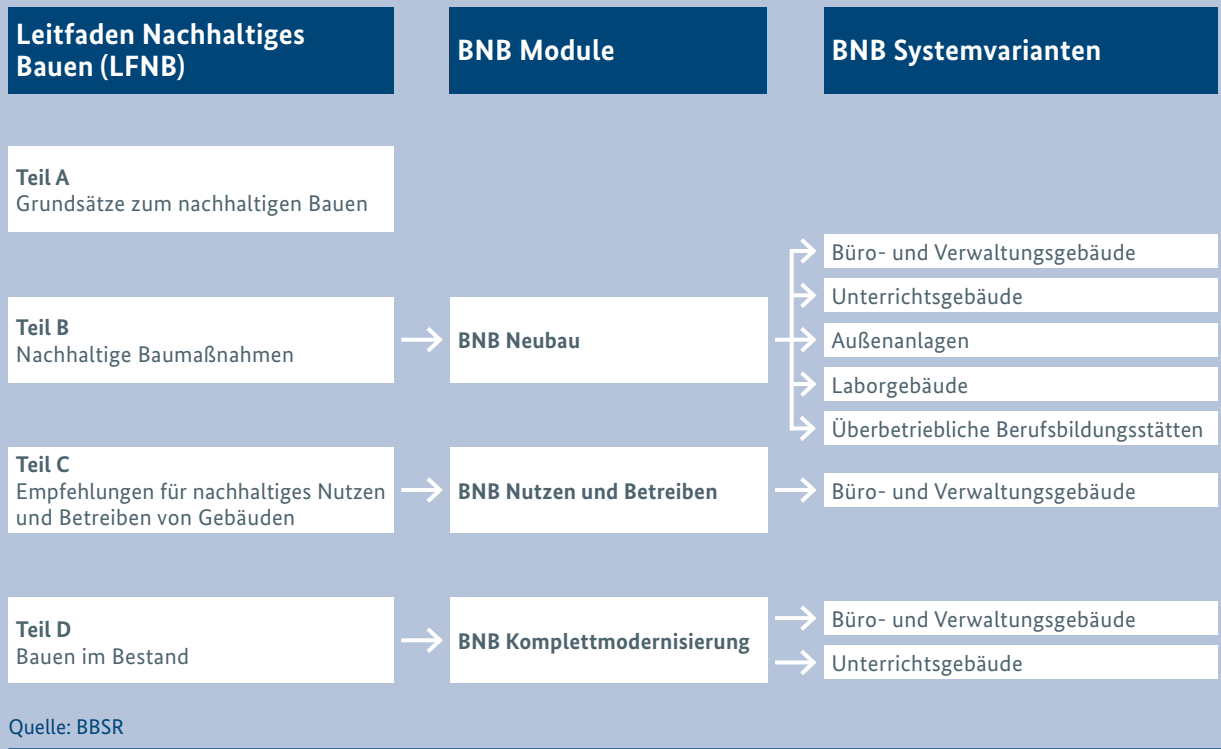 Leitfaden Nachhaltiges
Bauen (LFNB)
BNB Module
BNB Systemvarianten
Teil A
Grundsätze zum nachhaltigen Bauen
Teil B
Nachhaltige Baumaßnahmen
BNB Neubau
Büro- und Verwaltungsgebäude
Unterrichtsgebäude
Außenanlagen
Laborgebäude
Überbetriebliche Berufsbildungsstätten
Teil C
Empfehlungen für nachhaltiges Nutzen
und Betreiben von Gebäuden
BNB Nutzen und Betreiben
Büro- und Verwaltungsgebäude
Teil D
Bauen im Bestand
BNB Komplettmodernisierung
Büro- und Verwaltungsgebäude
Unterrichtsgebäude
Quelle: BBSR